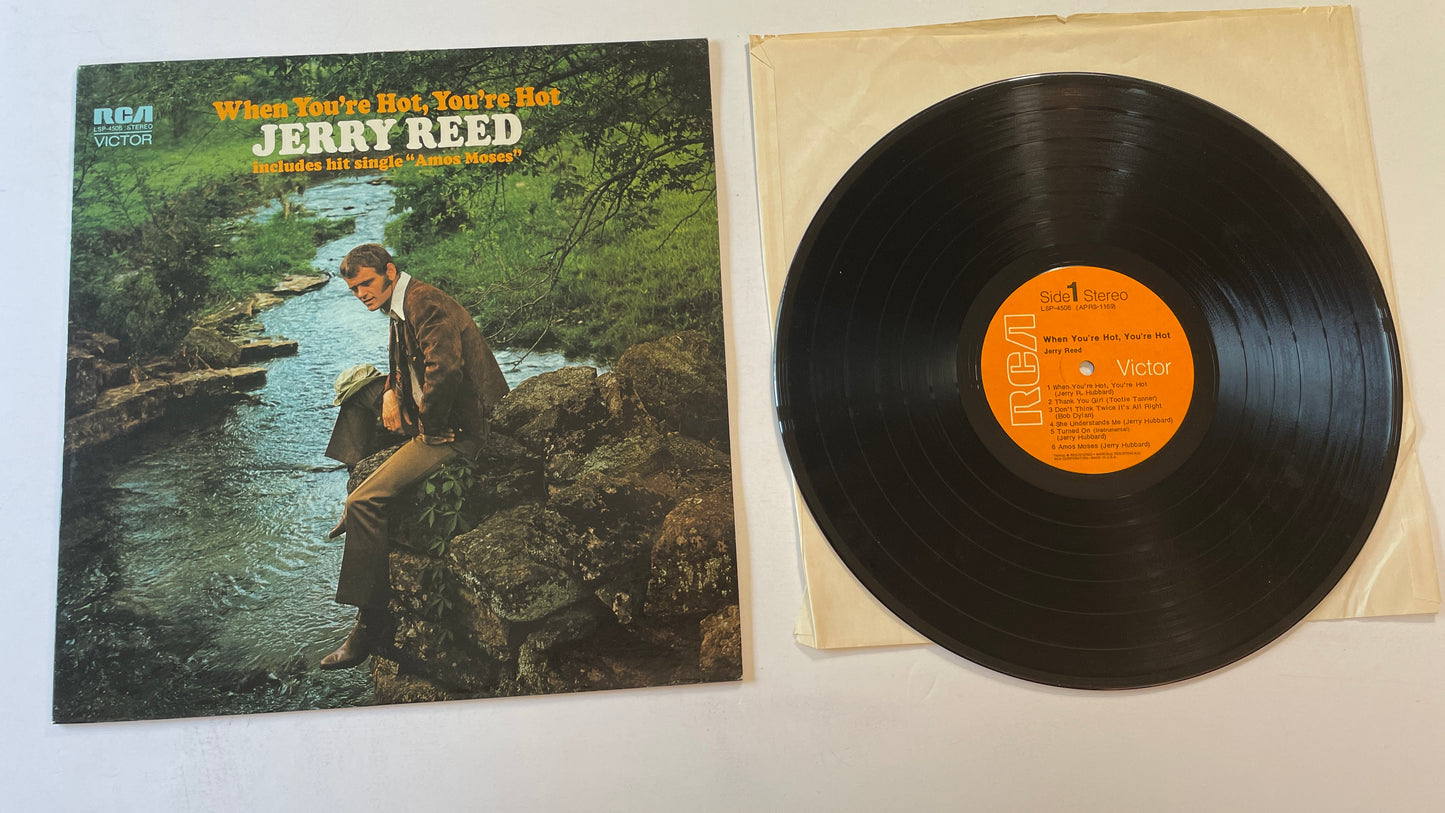 RCA
LSP-4506 STEREO
VICTOR
When You're Hot, You're Hot
JERRY REED
includes hit single "Amos Moses"
Side 1 Stereo
LSP-4506 (APRS-1169)
When You're Hot, You're Hot
Jerry Reed
RCA
Victor
1 When You're Hot, You're Hot
(Jerry R. Hubbard)
2 Thank You Girl (Tootie Tanner)
3 Don't Think Twice It's All Right
(Bob Dylan)
4 She Understands Me (Jerry Hubbard)
5 Turned On (Instrumental)
(Jerry Hubbard)
6 Amos Moses (Jerry Hubbard)